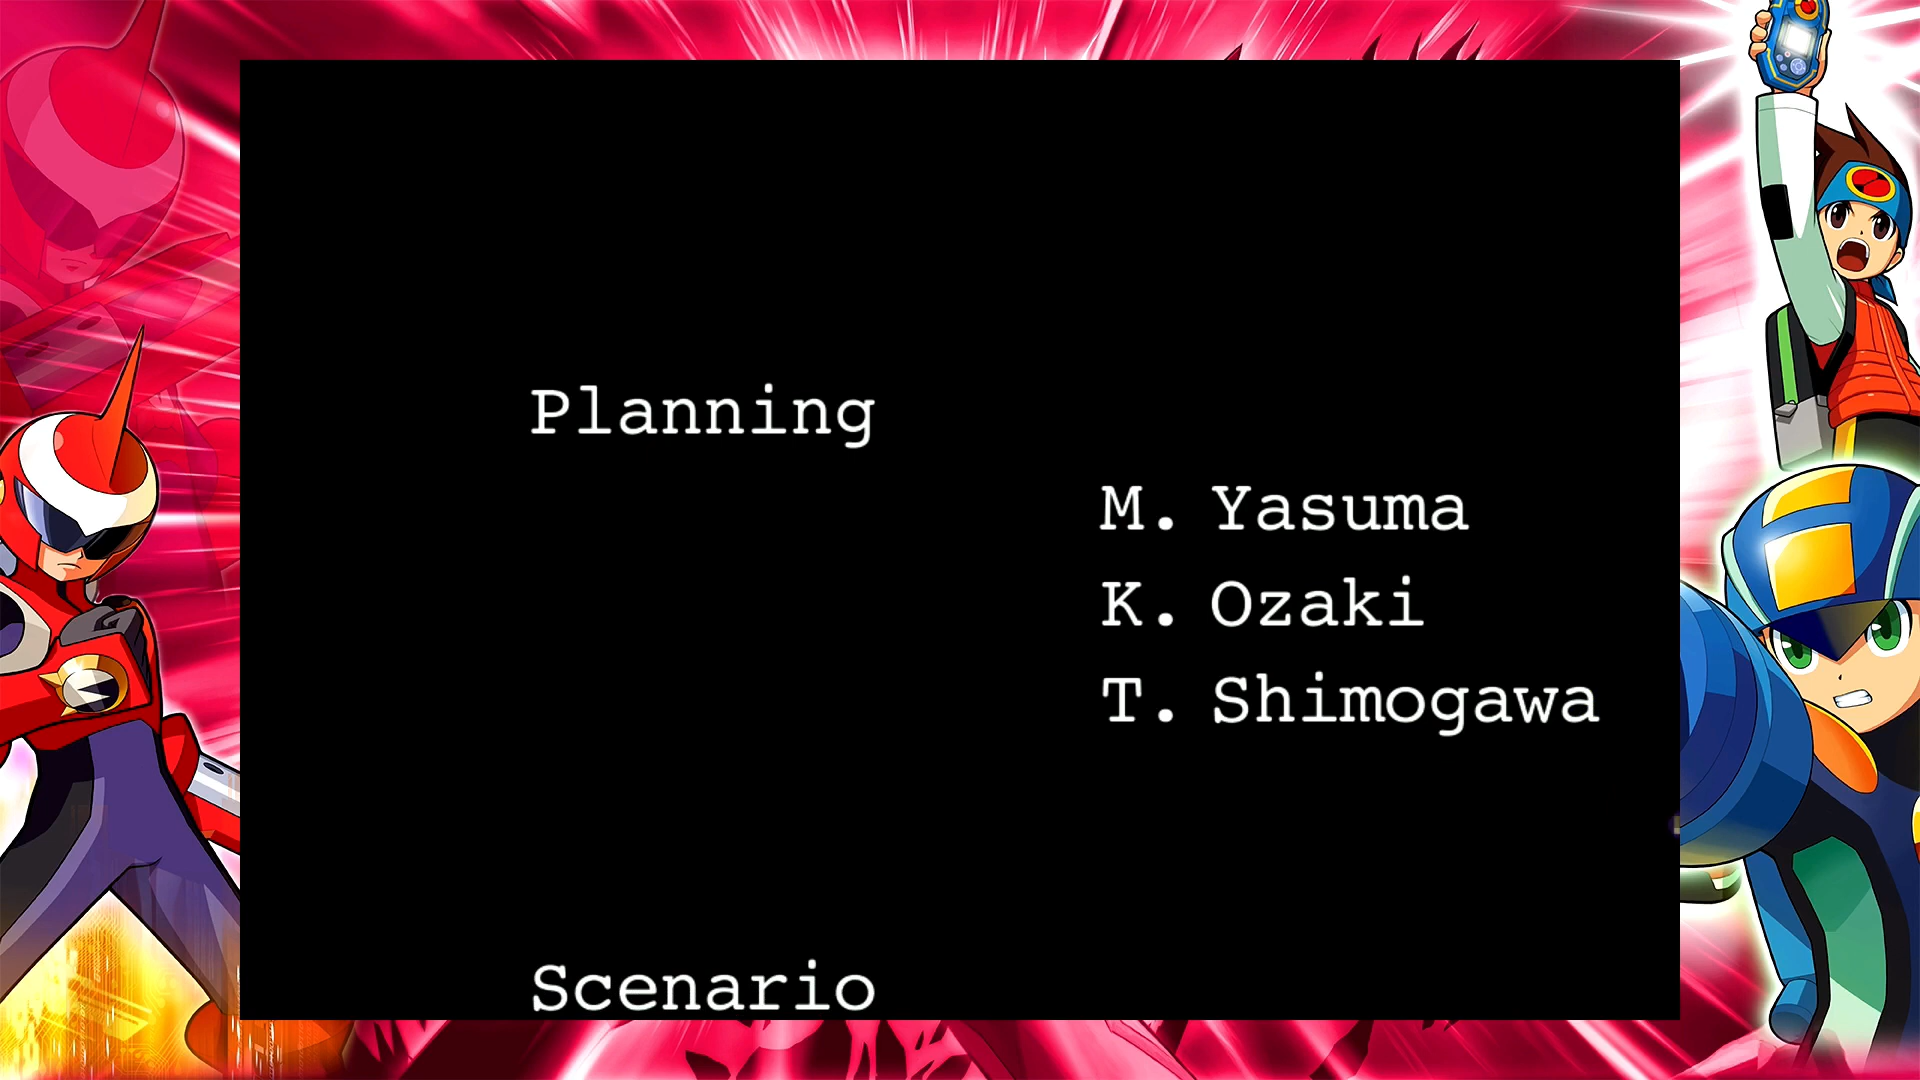 Planning
M. Yasuma
K. Ozaki
T. Shimogawa
Scenario